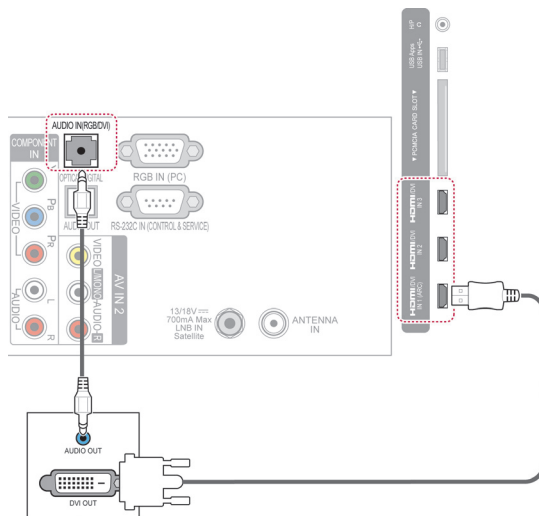 AUDIO IN(RGB/DVI)
COMPONENT
IN
VIDEO
PB
PR
AUDIO
L
R
OPTICAL DIGITAL
AUDIO OUT
RGB IN (PC)
RS-232C IN (CONTROL & SERVICE)
VIDEO
L/MONO
AUDIO
R
AV IN 2
13/18V
700mA Max
LNB IN
Satellite
ANTENNA
IN
H/P
USB Apps
USB IN
▼ PCMCIA CARD SLOT ▼
HDMI/DVI
IN 3
HDMI/DVI
IN 2
HDMI/DVI
IN 1 (ARC)
AUDIO OUT
DVI OUT